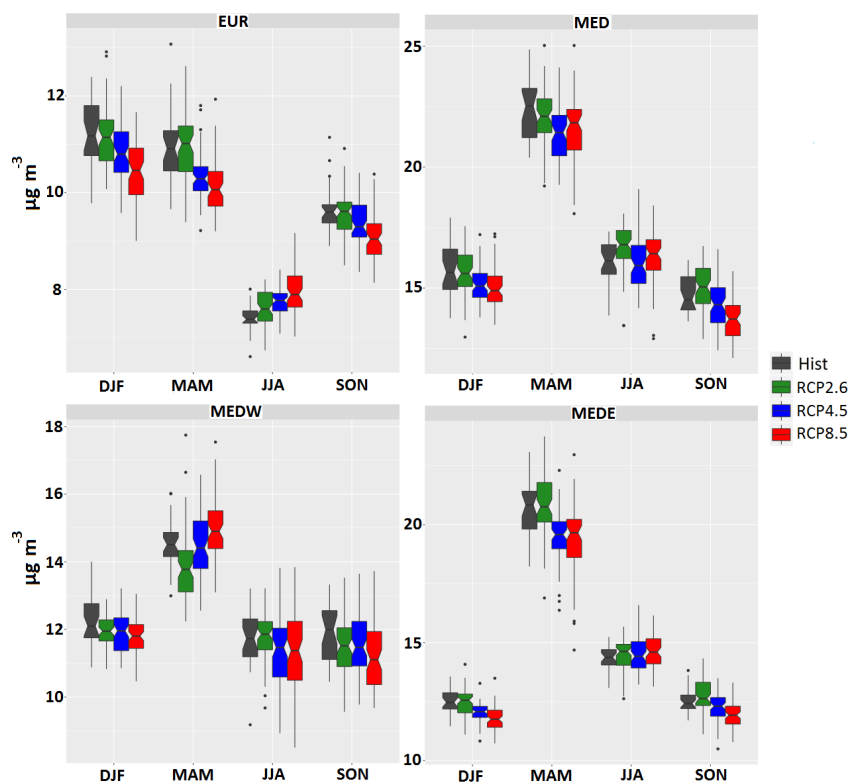 EUR
MED
12
10
8
µg m⁻³
25
20
15
DJF MAM JJA SON
DJF MAM JJA SON
Hist
RCP2.6
RCP4.5
RCP8.5
MEDW
MEDE
18
16
14
12
10
µg m⁻³
20
15
10
DJF MAM JJA SON
DJF MAM JJA SON